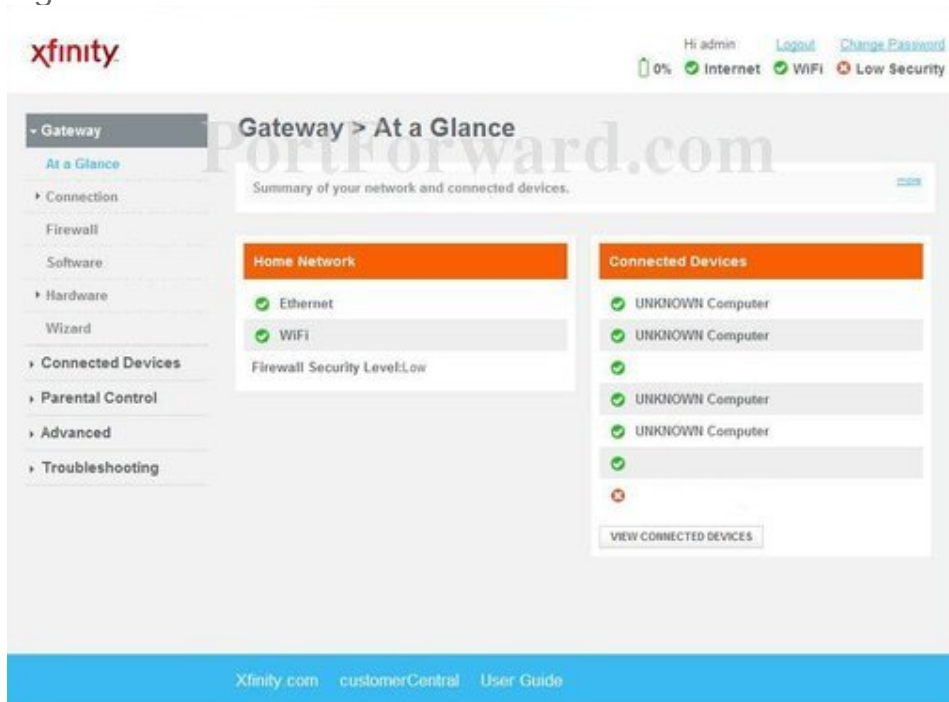 xfinity
Hi admin Logout Change Password
0% Internet WiFi Low Security
Gateway
At a Glance
Connection
Firewall
Software
Hardware
Wizard
Connected Devices
Parental Control
Advanced
Troubleshooting
Gateway > At a Glance
PortForward.com
Summary of your network and connected devices.
more
Home Network
Ethernet
WiFi
Firewall Security Level:Low
Connected Devices
UNKNOWN Computer
UNKNOWN Computer
UNKNOWN Computer
UNKNOWN Computer
VIEW CONNECTED DEVICES
Xfinity.com customerCentral User Guide